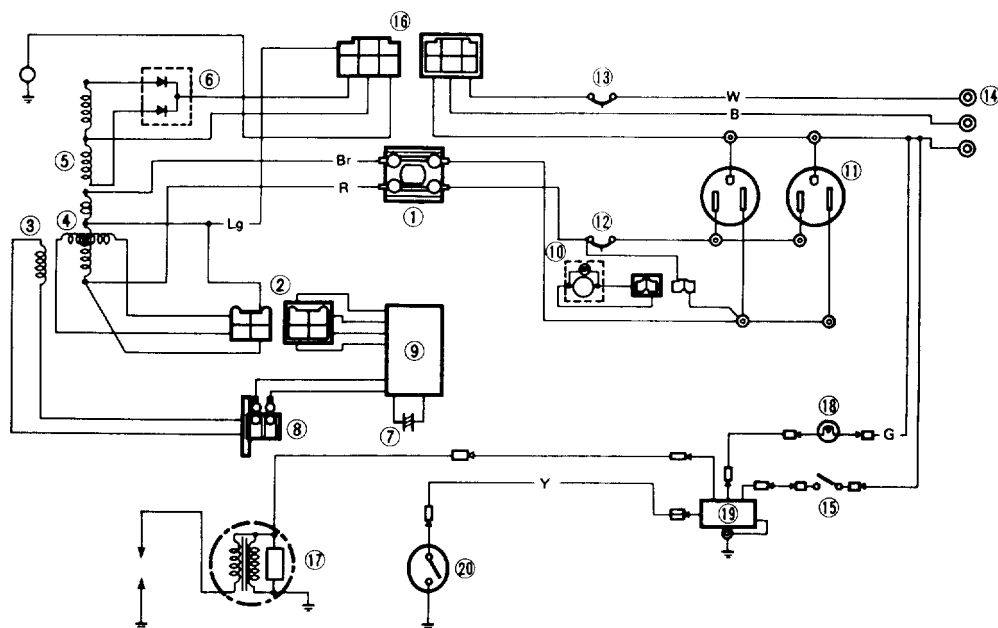 ⑯
⑥
⑬
W
⑭
B
⑤
Br
R
①
⑪
③
④
Lg
⑫
⑩
②
⑨
⑦
⑧
⑱
G
Y
⑲
⑮
⑰
⑳